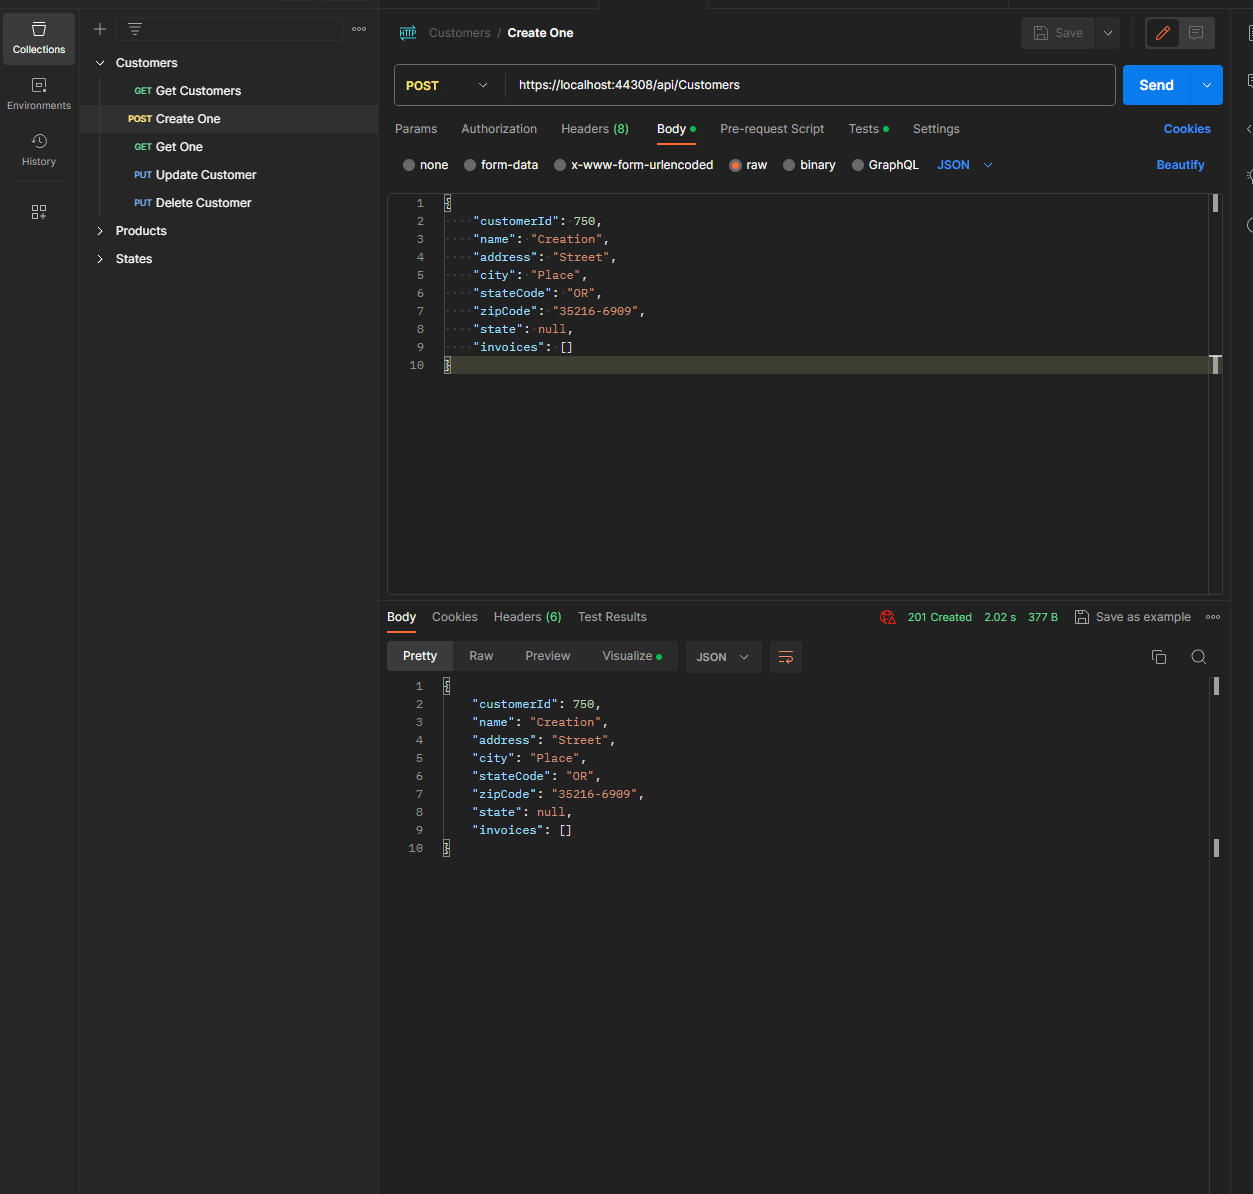 Collections
Environments
History
Customers
GET Get Customers
POST Create One
GET Get One
PUT Update Customer
PUT Delete Customer
Products
States
HTTP Customers / Create One
Save
POST https://localhost:44308/api/Customers
Send
Params Authorization Headers (8) Body Pre-request Script Tests Settings Cookies
none form-data x-www-form-urlencoded raw binary GraphQL JSON Beautify
1 {
2 "customerId": 750,
3 "name": "Creation",
4 "address": "Street",
5 "city": "Place",
6 "stateCode": "OR",
7 "zipCode": "35216-6909",
8 "state": null,
9 "invoices": []
10 }
Body Cookies Headers (6) Test Results 201 Created 2.02 s 377 B Save as example
Pretty Raw Preview Visualize JSON
1 {
2 "customerId": 750,
3 "name": "Creation",
4 "address": "Street",
5 "city": "Place",
6 "stateCode": "OR",
7 "zipCode": "35216-6909",
8 "state": null,
9 "invoices": []
10 }